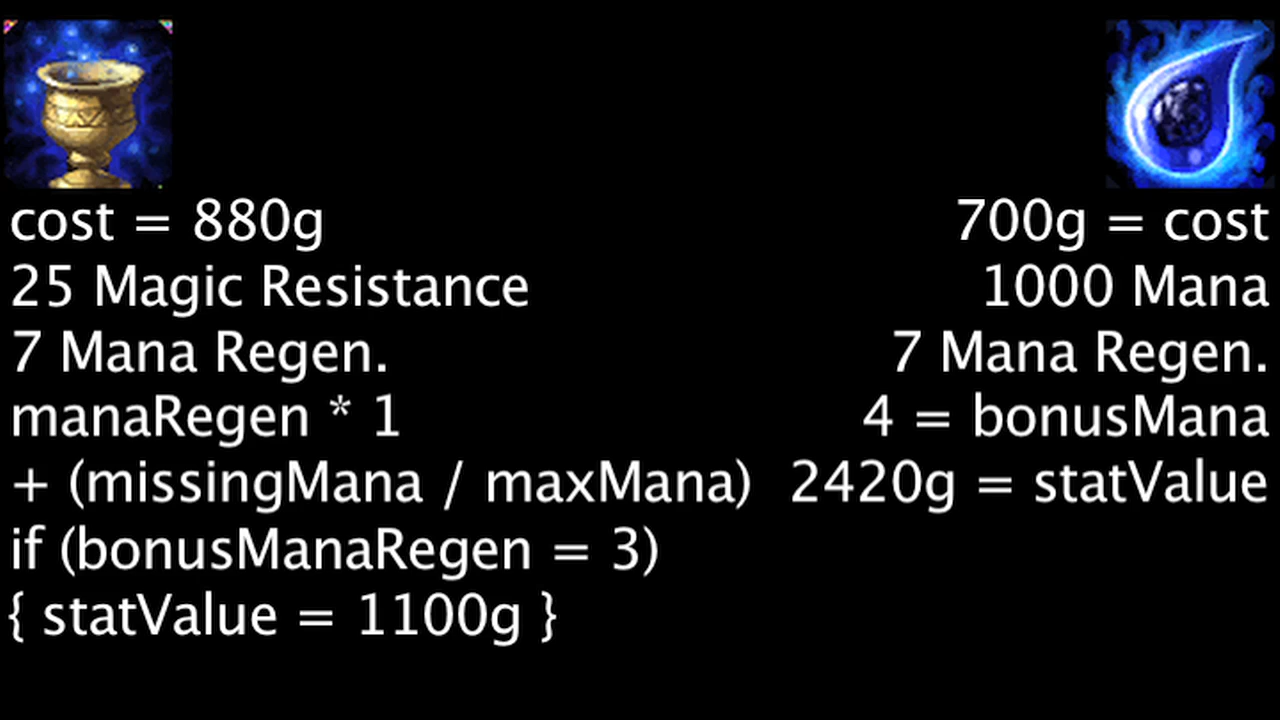 cost = 880g
25 Magic Resistance
7 Mana Regen.
manaRegen * 1
+ (missingMana / maxMana)
if (bonusManaRegen = 3)
{ statValue = 1100g }
700g = cost
1000 Mana
7 Mana Regen.
4 = bonusMana
2420g = statValue